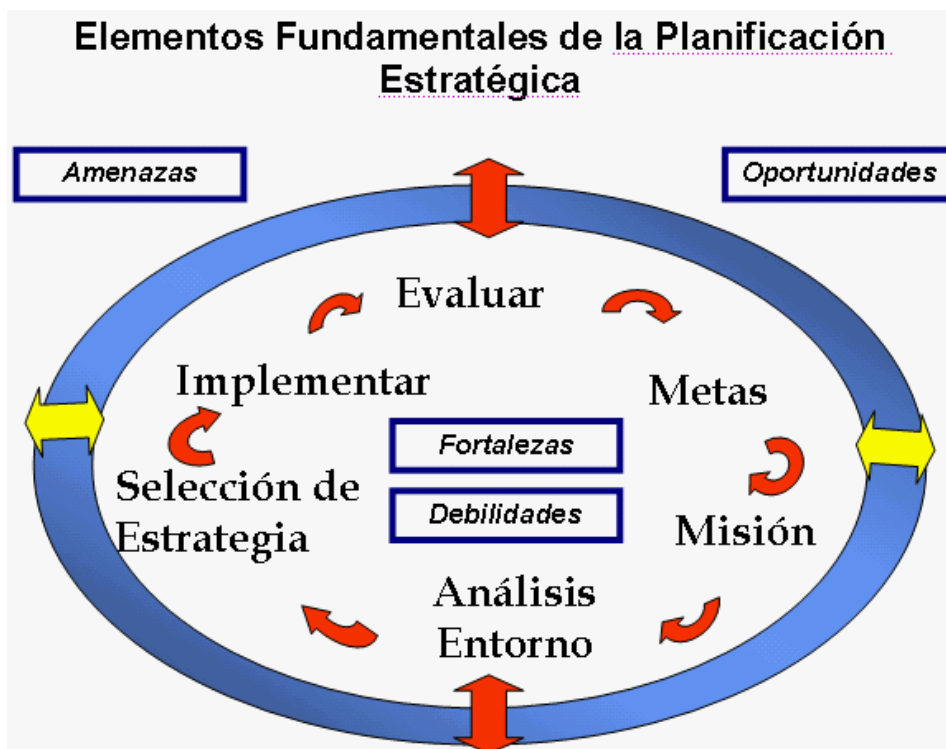 Elementos Fundamentales de la Planificación
Estratégica
Amenazas
Oportunidades
Evaluar
Implementar
Metas
Fortalezas
Selección de
Estrategia
Debilidades
Misión
Análisis
Entorno